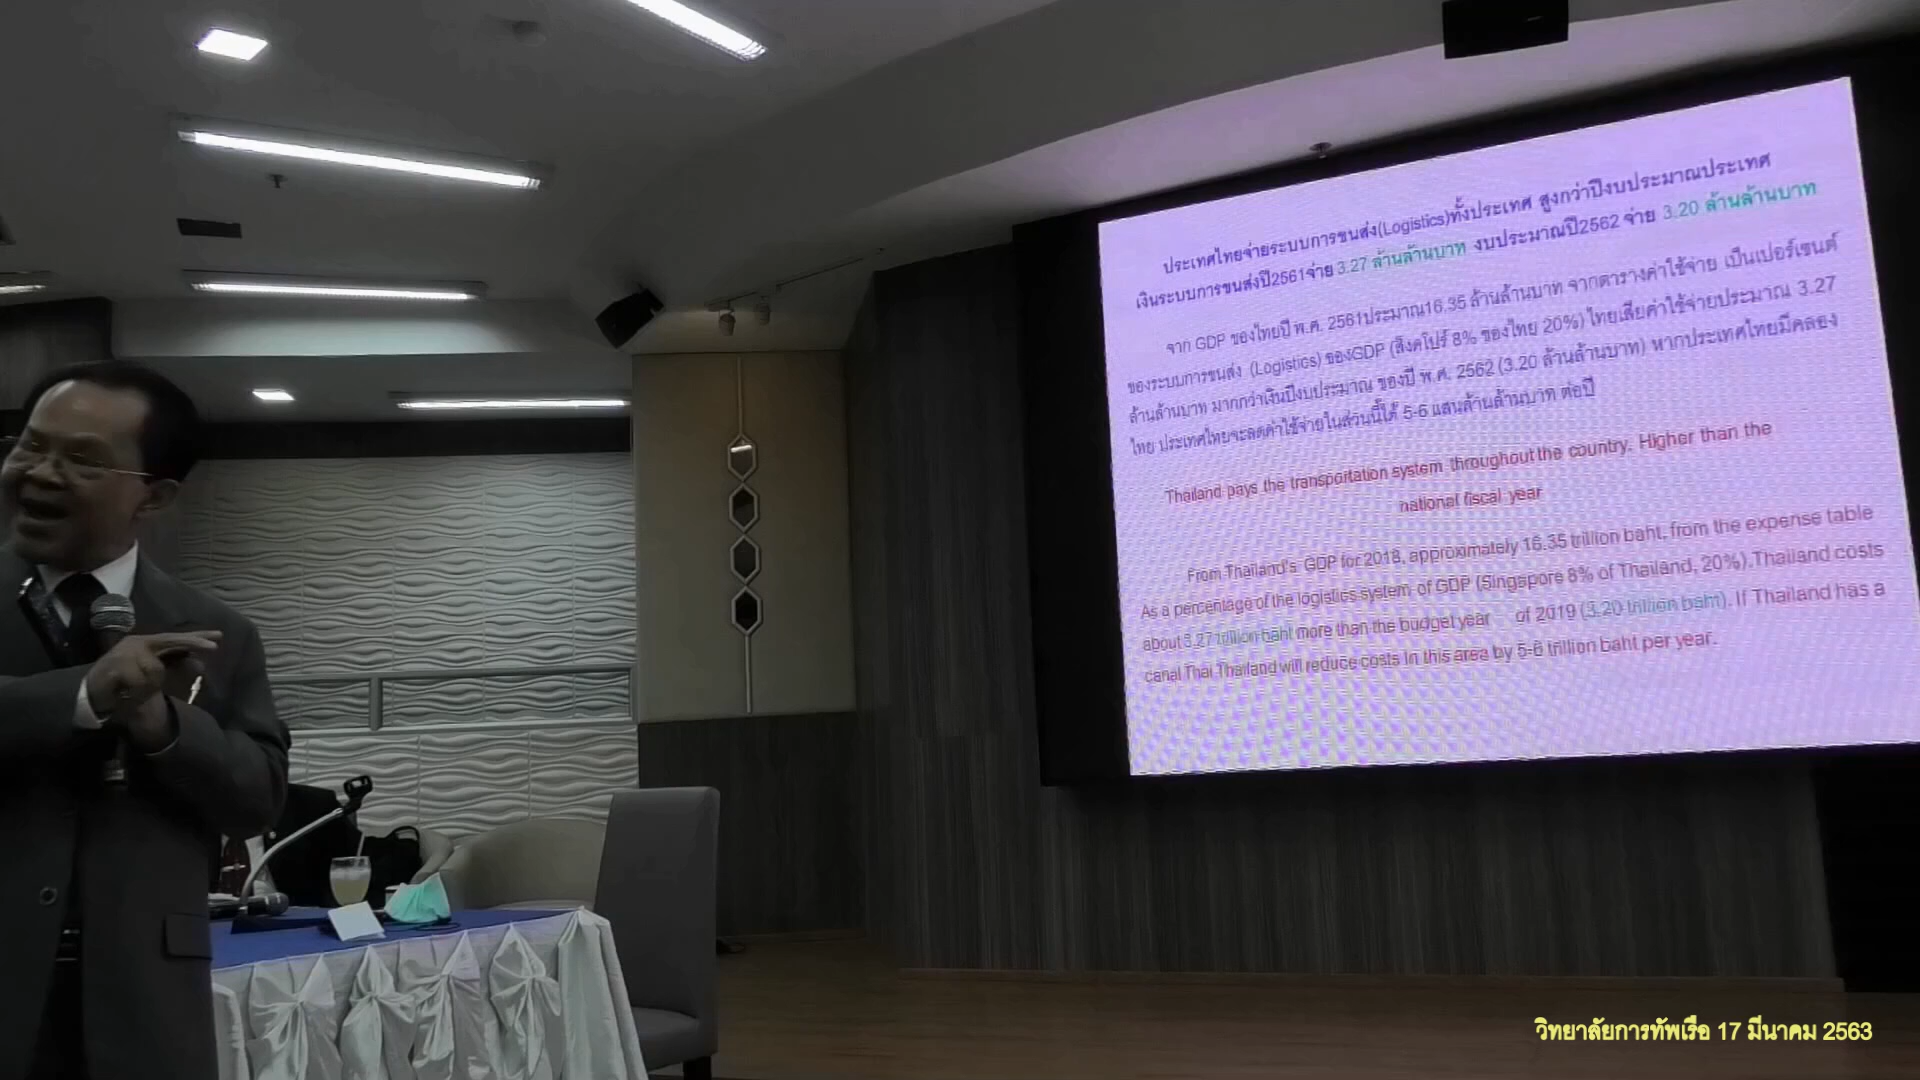 ประเทศไทยจ่ายระบบการขนส่ง(Logistics)ทั้งประเทศ สูงกว่าปีงบประมาณประเทศ
เงินระบบการขนส่งปี2561จ่าย 3.27 ล้านล้านบาท งบประมาณปี2562 จ่าย 3.20 ล้านล้านบาท
จาก GDP ของไทยปี พ.ศ. 2561ประมาณ16.35 ล้านล้านบาท จากตารางค่าใช้จ่าย เป็นเปอร์เซนต์
ของระบบการขนส่ง (Logistics) ของGDP (สิงคโปร์ 8% ของไทย 20%) ไทยเสียค่าใช้จ่ายประมาณ 3.27
ล้านล้านบาท มากกว่าเงินปีงบประมาณ ของปี พ.ศ. 2562 (3.20 ล้านล้านบาท) หากประเทศไทยมีคลอง
ไทย ประเทศไทยจะลดค่าใช้จ่ายในส่วนนี้ได้ 5-6 แสนล้านล้านบาท ต่อปี
Thailand pays the transportation system throughout the country. Higher than the
national fiscal year
From Thailand's GDP for 2018, approximately 16.35 trillion baht, from the expense table
As a percentage of the logistics system of GDP (Singapore 8% of Thailand, 20%).Thailand costs
about 3.27 trillion baht more than the budget year of 2019 (3.20 trillion baht). If Thailand has a
canal Thai Thailand will reduce costs in this area by 5-6 trillion baht per year.
วิทยาลัยการทัพเรือ 17 มีนาคม 2563